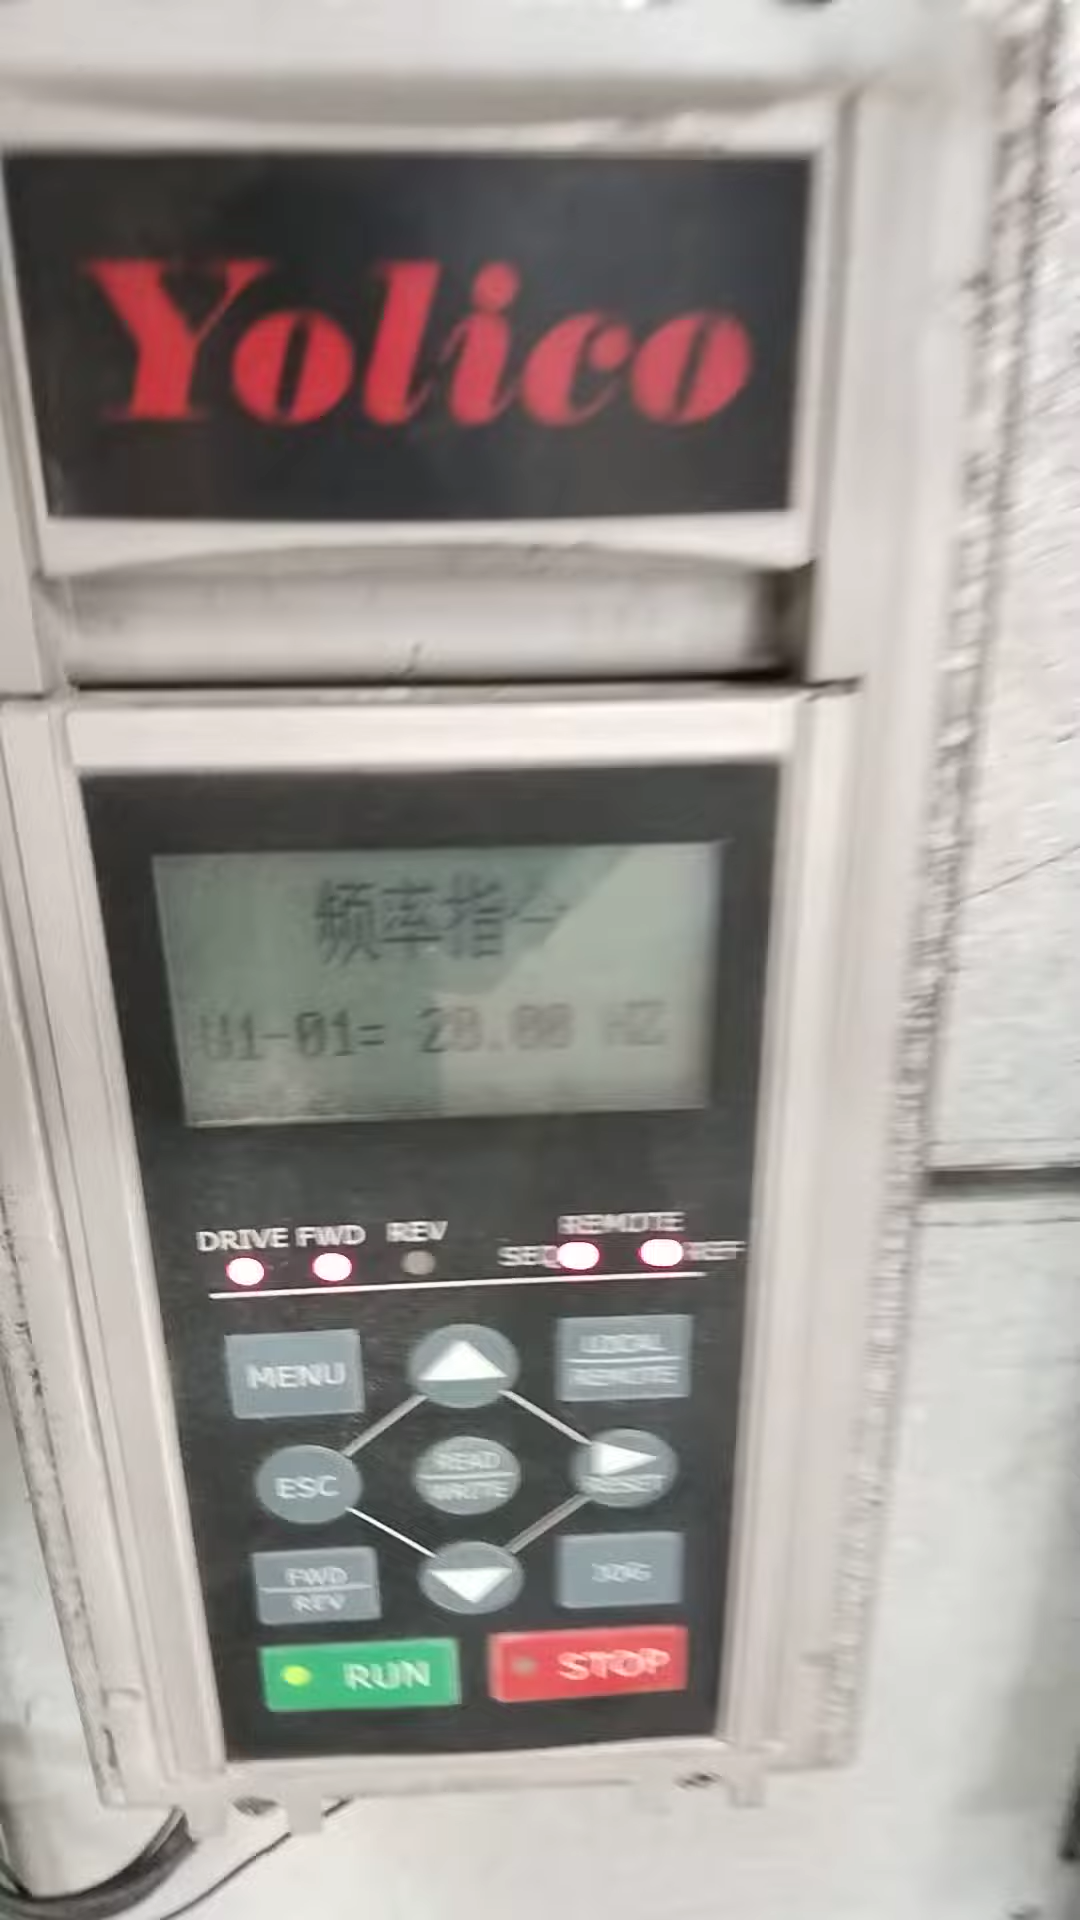 Yolico
频率指令
U1-01= 20.00 HZ
DRIVE FWD REV
REMOTE
SEQ REF
MENU
LOCAL
REMOTE
ESC
READ
WRITE
RESET
FWD
REV
JOG
RUN
STOP